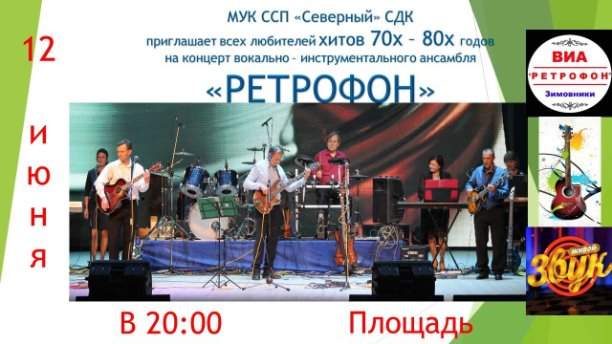 МУК ССП «Северный» СДК
приглашает всех любителей хитов 70х – 80х годов
на концерт вокально – инструментального ансамбля
«РЕТРОФОН»
12
И
Ю
Н
Я
ВИА
"РЕТРОФОН"
Зимовники
живой
Звук
В 20:00
Площадь